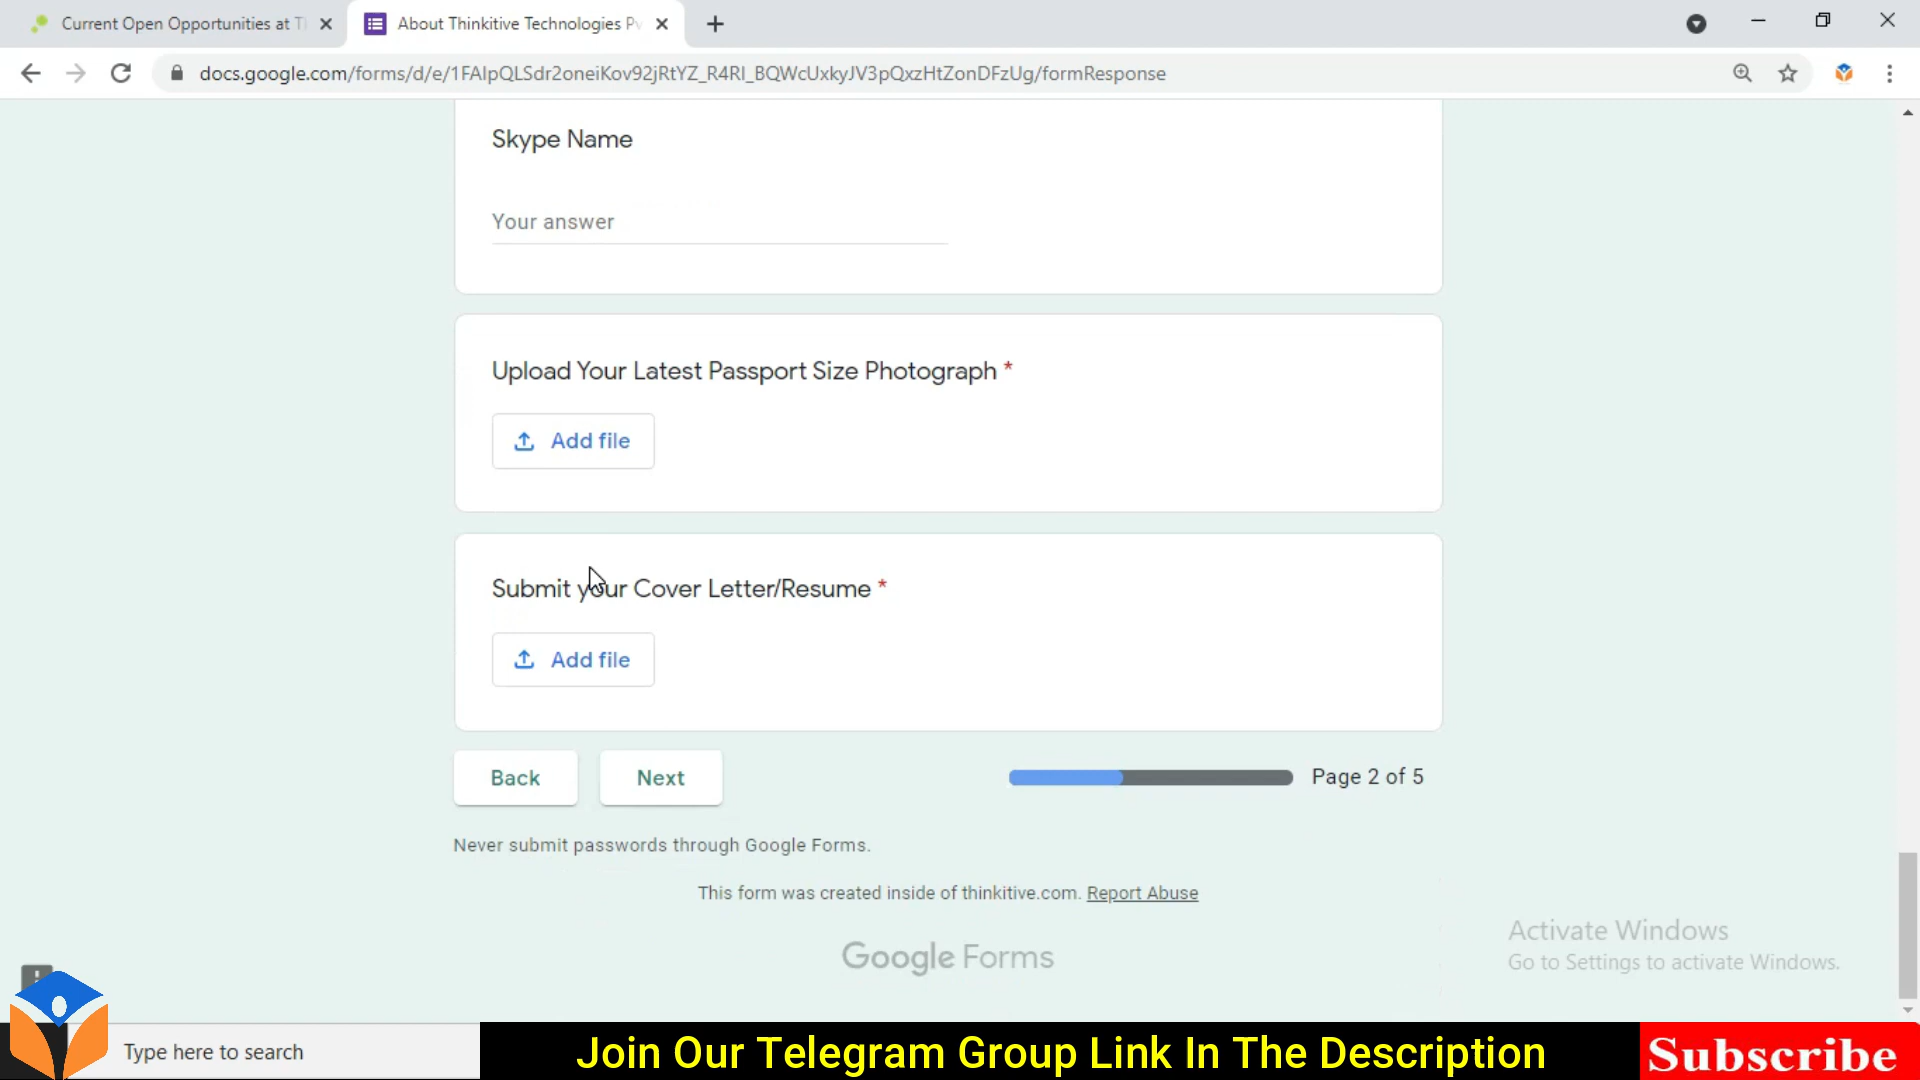 Current Open Opportunities at T
About Thinkitive Technologies Pv
docs.google.com/forms/d/e/1FAIpQLSdr2oneiKov92jRtYZ_R4RI_BQWcUxkyJV3pQxzHtZonDFzUg/formResponse
Skype Name
Your answer
Upload Your Latest Passport Size Photograph *
Add file
Submit your Cover Letter/Resume *
Add file
Back
Next
Page 2 of 5
Never submit passwords through Google Forms.
This form was created inside of thinkitive.com. Report Abuse
Google Forms
Activate Windows
Go to Settings to activate Windows.
Type here to search
Join Our Telegram Group Link In The Description
Subscribe